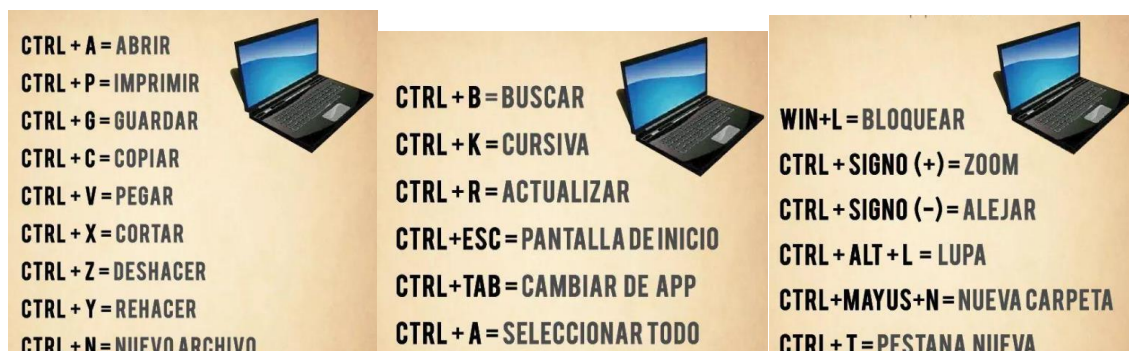 CTRL + A = ABRIR
CTRL + P = IMPRIMIR
CTRL + G = GUARDAR
CTRL + C = COPIAR
CTRL + V = PEGAR
CTRL + X = CORTAR
CTRL + Z = DESHACER
CTRL + Y = REHACER
CTRL + N = NUEVO ARCHIVO
CTRL + B = BUSCAR
CTRL + K = CURSIVA
CTRL + R = ACTUALIZAR
CTRL+ESC = PANTALLA DE INICIO
CTRL+TAB = CAMBIAR DE APP
CTRL + A = SELECCIONAR TODO
WIN+L = BLOQUEAR
CTRL + SIGNO (+) = ZOOM
CTRL + SIGNO (-) = ALEJAR
CTRL + ALT + L = LUPA
CTRL+MAYUS+N = NUEVA CARPETA
CTRL + T = PESTANA NUEVA